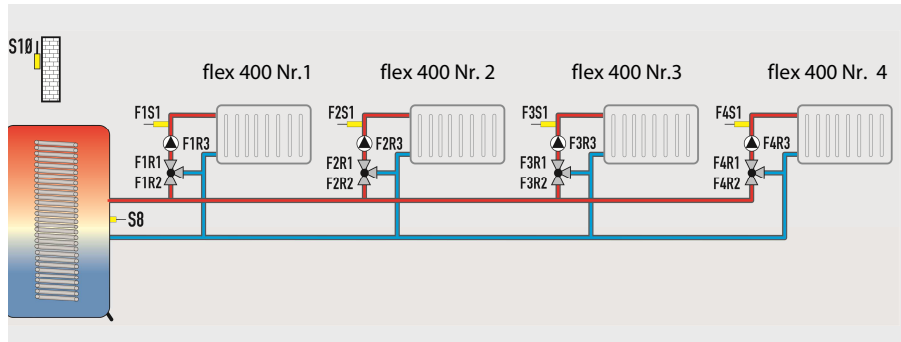 S10
flex 400 Nr.1
flex 400 Nr. 2
flex 400 Nr.3
flex 400 Nr. 4
F1S1
F1R3
F1R1
F1R2
F2S1
F2R3
F2R1
F2R2
F3S1
F3R3
F3R1
F3R2
F4S1
F4R3
F4R1
F4R2
S8